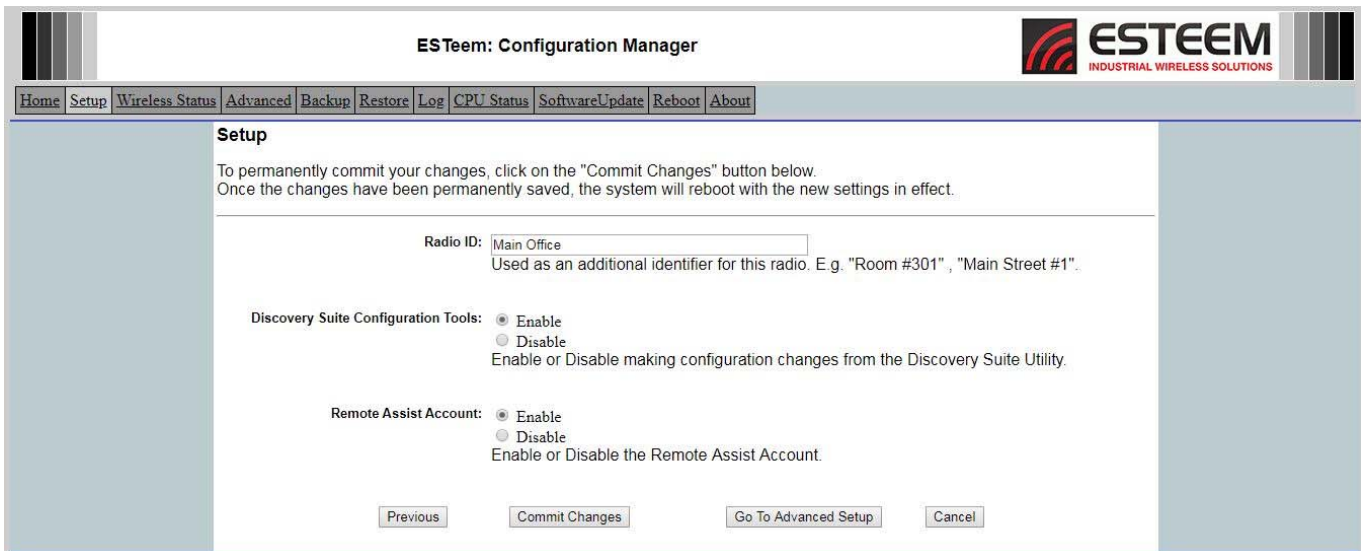 ESTeem: Configuration Manager
ESTEEM
INDUSTRIAL WIRELESS SOLUTIONS
Home Setup Wireless Status Advanced Backup Restore Log CPU Status SoftwareUpdate Reboot About
Setup
To permanently commit your changes, click on the "Commit Changes" button below.
Once the changes have been permanently saved, the system will reboot with the new settings in effect.
Radio ID: Main Office
Used as an additional identifier for this radio. E.g. "Room #301" , "Main Street #1".
Discovery Suite Configuration Tools: Enable
Disable
Enable or Disable making configuration changes from the Discovery Suite Utility.
Remote Assist Account: Enable
Disable
Enable or Disable the Remote Assist Account.
Previous Commit Changes Go To Advanced Setup Cancel